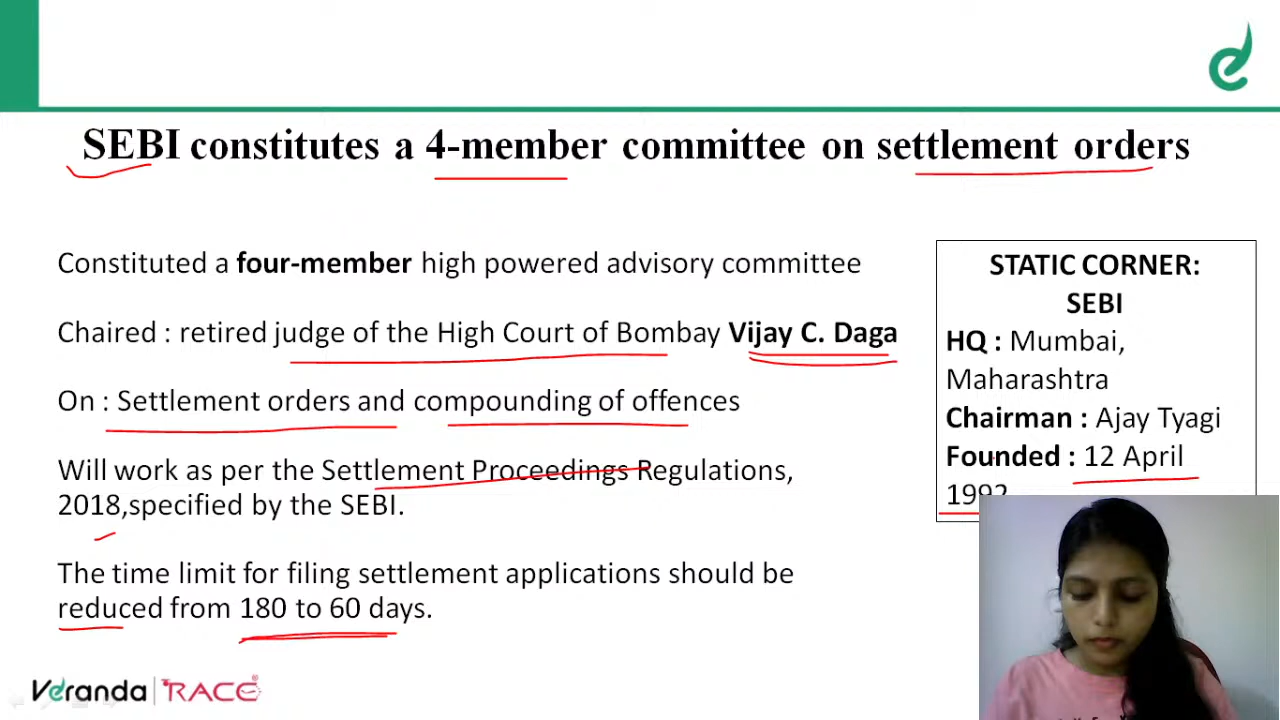 SEBI constitutes a 4-member committee on settlement orders
Constituted a four-member high powered advisory committee
Chaired : retired judge of the High Court of Bombay Vijay C. Daga
On : Settlement orders and compounding of offences
Will work as per the Settlement Proceedings Regulations,
2018,specified by the SEBI.
The time limit for filing settlement applications should be
reduced from 180 to 60 days.
STATIC CORNER:
SEBI
HQ : Mumbai,
Maharashtra
Chairman : Ajay Tyagi
Founded : 12 April
1992
Veranda RACE